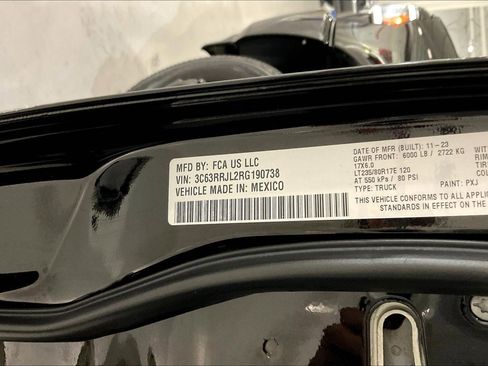 MFD BY: FCA US LLC
VIN: 3C63RRJL2RG190738
VEHICLE MADE IN: MEXICO
DATE OF MFR (BUILT): 11-23
GAWR FRONT: 6000 LB / 2722 KG
17X6.0
LT235/80R17E 120
AT 550 kPa / 80 PSI
TYPE: TRUCK PAINT: PXJ
THIS VEHICLE CONFORMS TO ALL
STANDARDS IN EFFECT ON